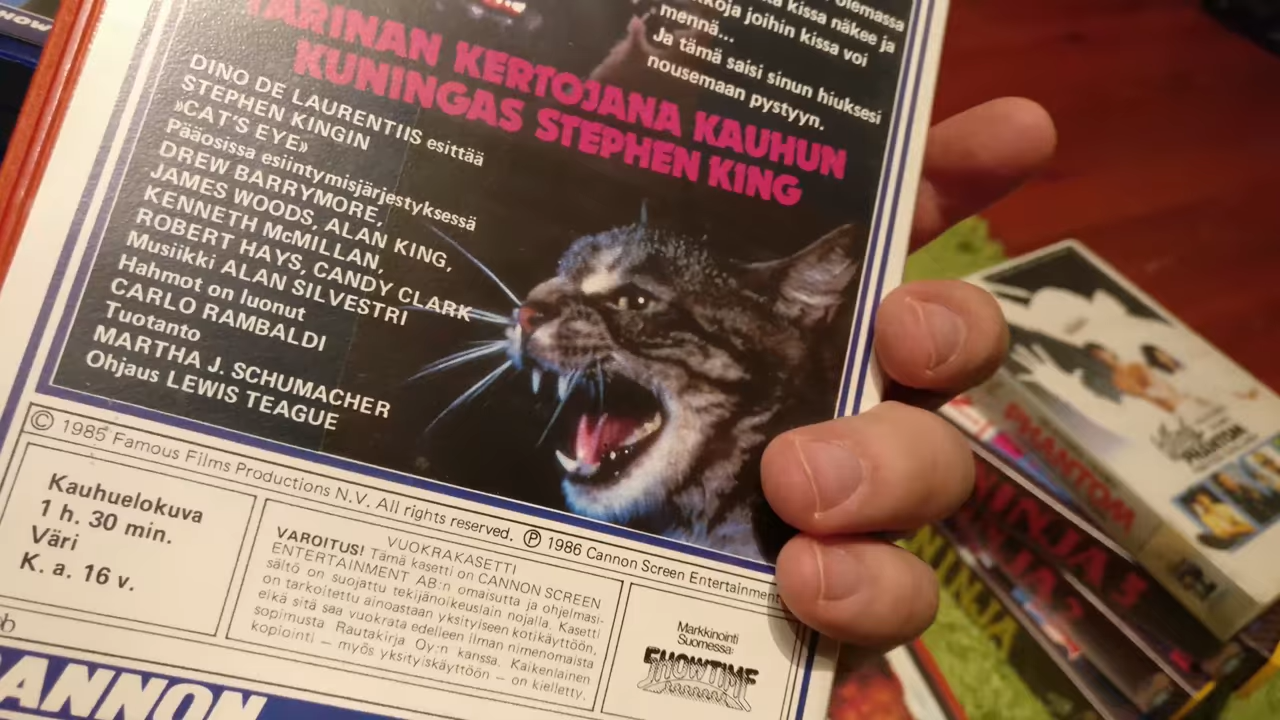 olemassa
kissa näkee ja
joihin kissa voi
mennä...
Ja tämä saisi sinun hiuksesi
nousemaan pystyyn.
TARINAN KERTOJANA KAUHUN
KUNINGAS STEPHEN KING
DINO DE LAURENTIIS esittää
STEPHEN KINGIN
»CAT'S EYE»
Pääosissa esiintymisjärjestyksessä
DREW BARRYMORE,
JAMES WOODS, ALAN KING,
KENNETH McMILLAN,
ROBERT HAYS, CANDY CLARK
Musiikki ALAN SILVESTRI
Hahmot on luonut
CARLO RAMBALDI
Tuotanto
MARTHA J. SCHUMACHER
Ohjaus LEWIS TEAGUE
© 1985 Famous Films Productions N.V. All rights reserved. Ⓟ 1986 Cannon Screen Entertainment
Kauhuelokuva
1 h. 30 min.
Väri
K. a. 16 v.
VUOKRAKASETTI
VAROITUS! Tämä kasetti on CANNON SCREEN
ENTERTAINMENT AB:n omaisutta ja ohjelmasi-
sältö on suojattu tekijänoikeuslain nojalla. Kasetti
on tarkoitettu ainoastaan yksityiseen kotikäyttöön,
eikä sitä saa vuokrata edelleen ilman nimenomaista
sopimusta Rautakirja Oy:n kanssa. Kaikenlainen
kopiointi – myös yksityiskäyttöön – on kielletty.
Markkinointi
Suomessa:
SHOWTIME
ANNON
PHANTOM
PHANTOM
NINJA 3
NINJA